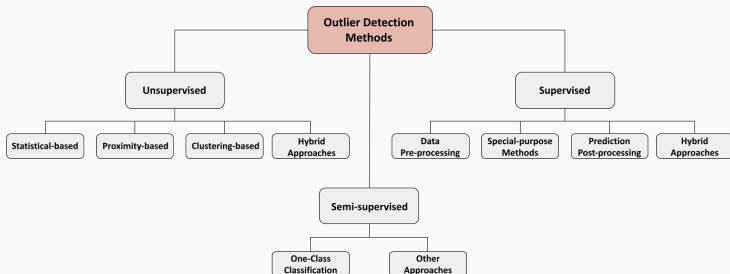 Outlier Detection
Methods
Unsupervised
Supervised
Statistical-based
Proximity-based
Clustering-based
Hybrid
Approaches
Data
Pre-processing
Special-purpose
Methods
Prediction
Post-processing
Hybrid
Approaches
Semi-supervised
One-Class
Classification
Other
Approaches